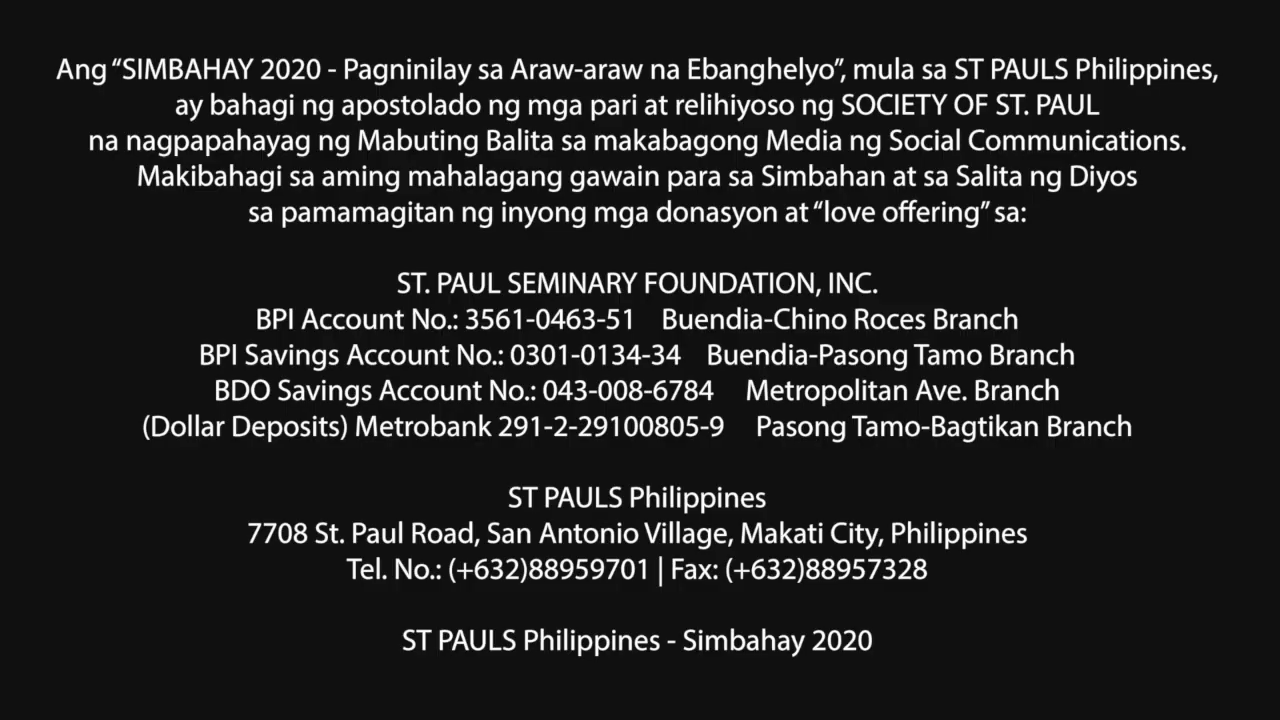 Ang “SIMBAHAY 2020 - Pagninilay sa Araw-araw na Ebanghelyo”, mula sa ST PAULS Philippines,
ay bahagi ng apostolado ng mga pari at relihiyoso ng SOCIETY OF ST. PAUL
na nagpapahayag ng Mabuting Balita sa makabagong Media ng Social Communications.
Makibahagi sa aming mahalagang gawain para sa Simbahan at sa Salita ng Diyos
sa pamamagitan ng inyong mga donasyon at “love offering” sa:
ST. PAUL SEMINARY FOUNDATION, INC.
BPI Account No.: 3561-0463-51 Buendia-Chino Roces Branch
BPI Savings Account No.: 0301-0134-34 Buendia-Pasong Tamo Branch
BDO Savings Account No.: 043-008-6784 Metropolitan Ave. Branch
(Dollar Deposits) Metrobank 291-2-29100805-9 Pasong Tamo-Bagtikan Branch
ST PAULS Philippines
7708 St. Paul Road, San Antonio Village, Makati City, Philippines
Tel. No.: (+632)88959701 | Fax: (+632)88957328
ST PAULS Philippines - Simbahay 2020